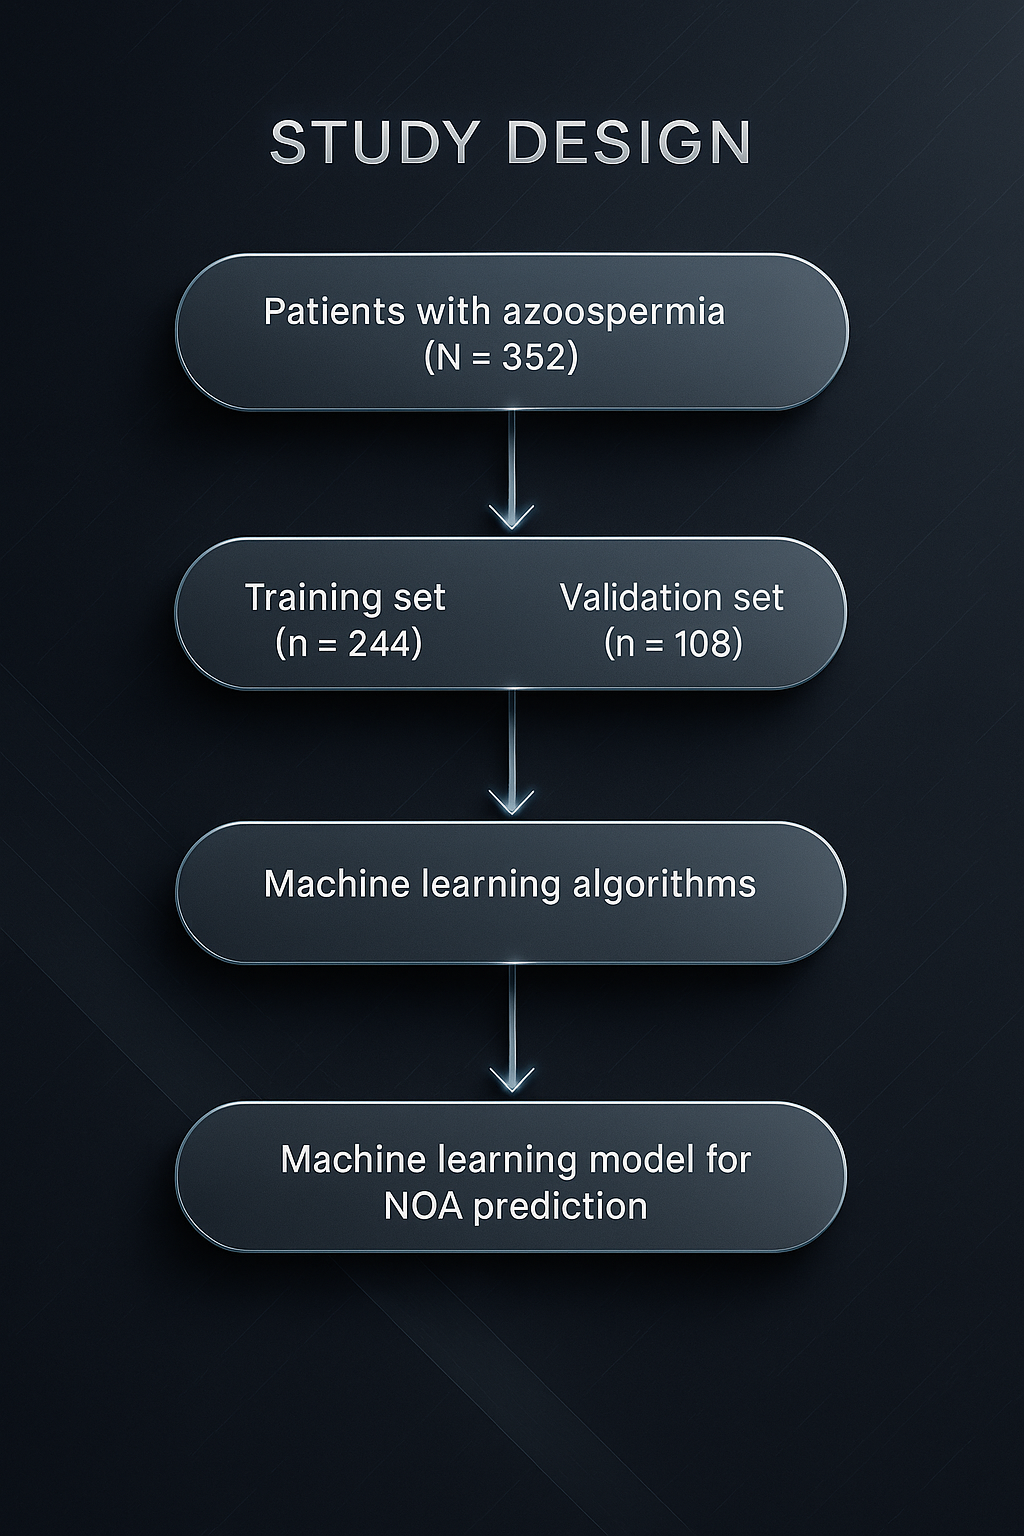 STUDY DESIGN
Patients with azoospermia
(N = 352)
Training set
(n = 244)
Validation set
(n = 108)
Machine learning algorithms
Machine learning model for
NOA prediction